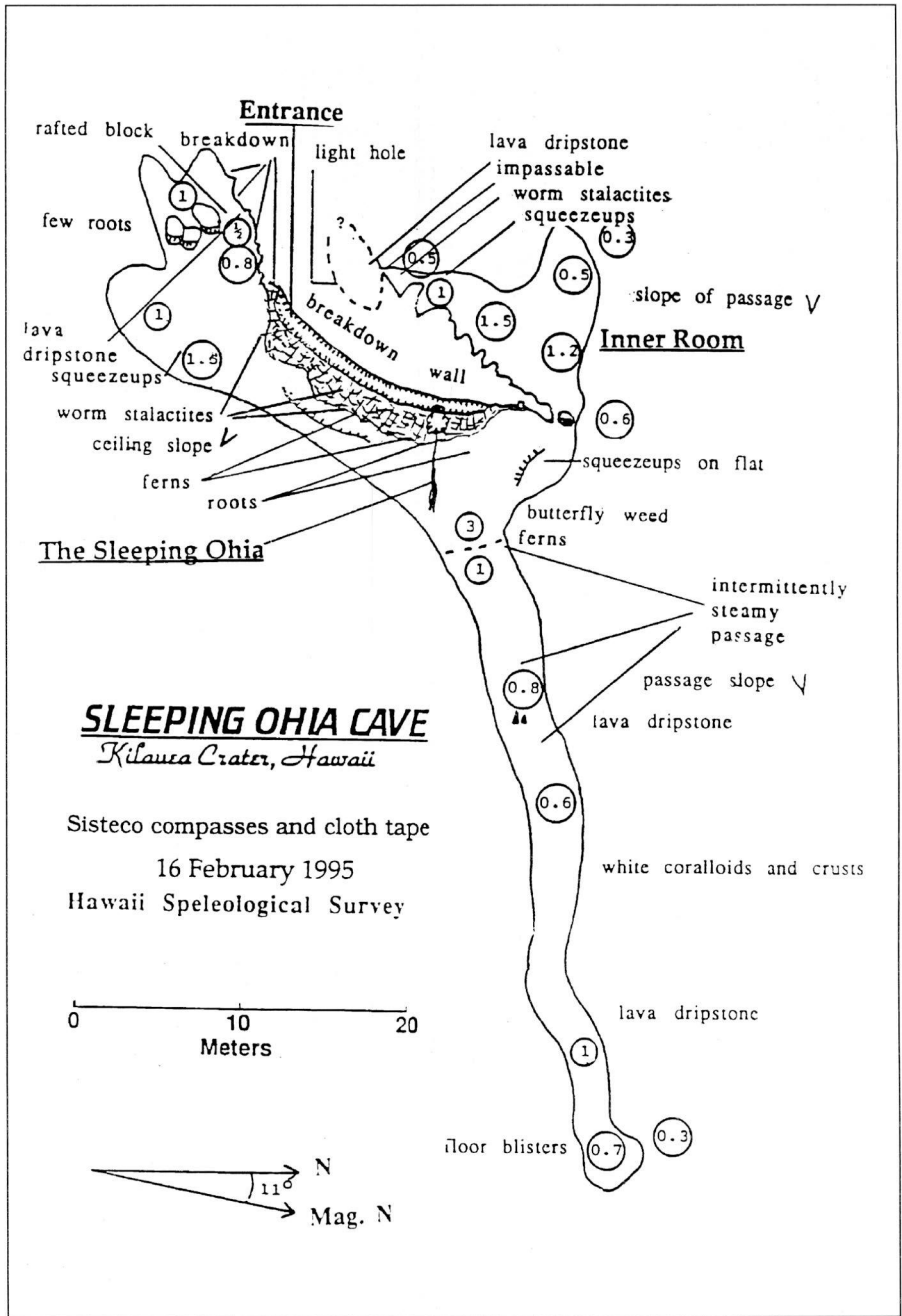 Entrance
rafted block
breakdown
light hole
lava dripstone
impassable
worm stalactites
squeezeups
1
few roots
½
0.8
?
0.5
0.3
0.5
1
slope of passage
1.5
1
breakdown
wall
Inner Room
1.2
lava
dripstone
squeezeups
1.5
worm stalactites
ceiling slope
0.6
ferns
squeezeups on flat
roots
The Sleeping Ohia
3
butterfly weed
ferns
1
intermittently
steamy
passage
0.8
passage slope
lava dripstone
SLEEPING OHIA CAVE
Kilauea Crater, Hawaii
0.6
Sisteco compasses and cloth tape
16 February 1995
Hawaii Speleological Survey
white coralloids and crusts
lava dripstone
0 10 20
Meters
1
floor blisters
0.7
0.3
N
11°
Mag. N